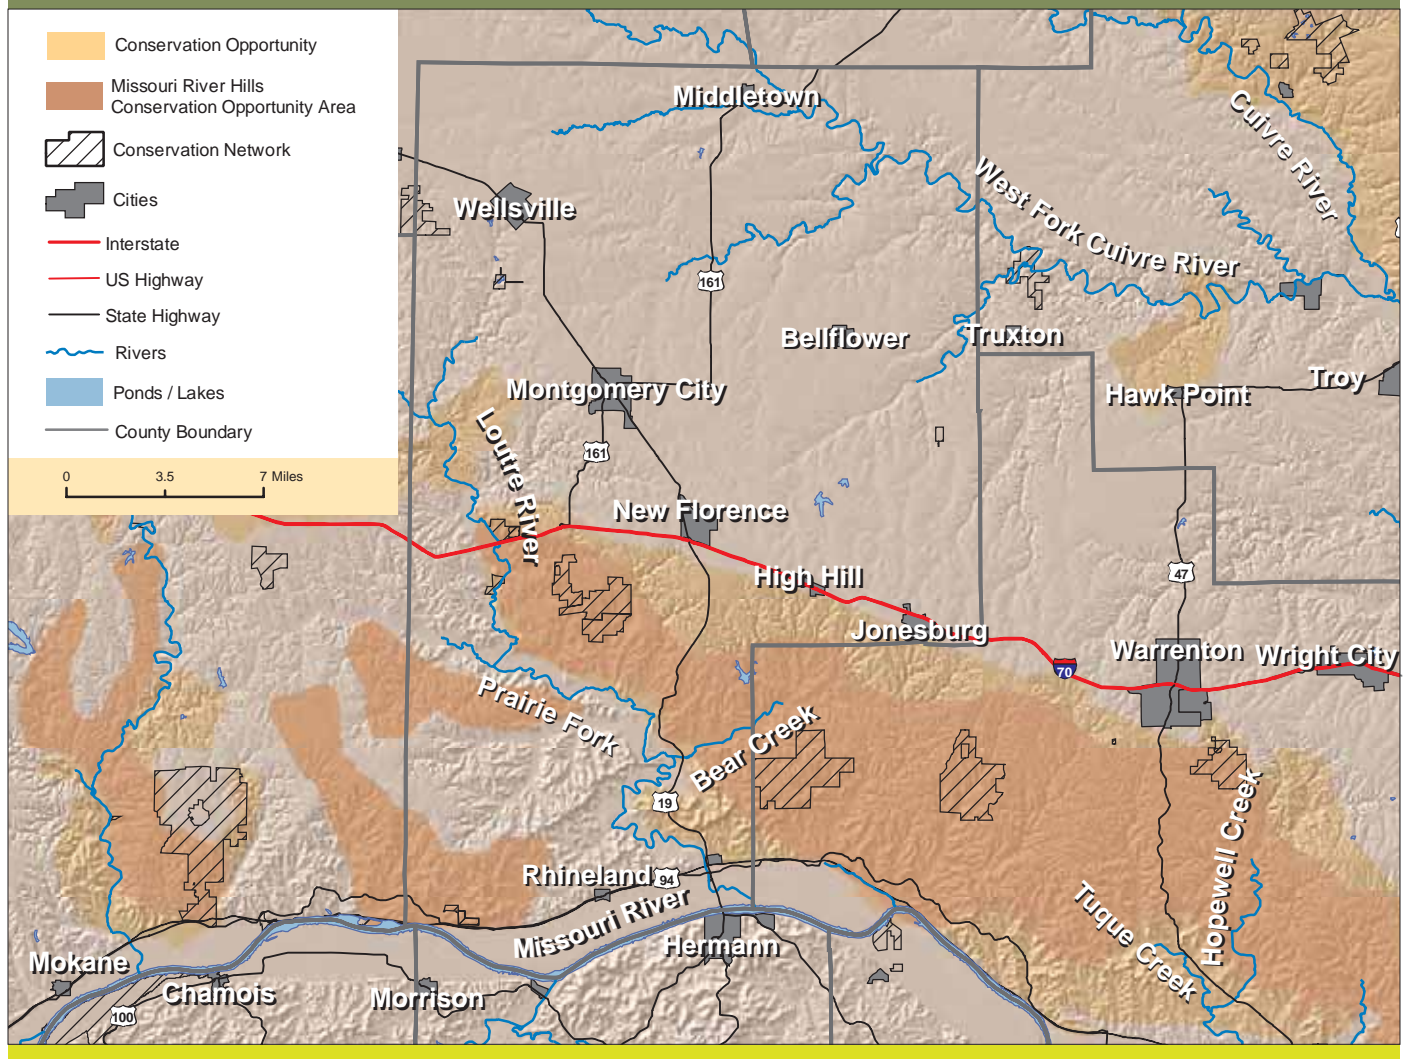 Conservation Opportunity
Missouri River Hills
Conservation Opportunity Area
Conservation Network
Cities
Interstate
US Highway
State Highway
Rivers
Ponds / Lakes
County Boundary
0 3.5 7 Miles
Middletown
Cuivre River
Wellsville
West Fork Cuivre River
161
Bellflower
Truxton
Montgomery City
Hawk Point
Troy
Loutre River
161
New Florence
High Hill
47
Jonesburg
70
Warrenton
Wright City
Prairie Fork
Bear Creek
19
Hopewell Creek
Rhineland
94
Tuque Creek
Missouri River
Hermann
Mokane
Chamois
Morrison
100